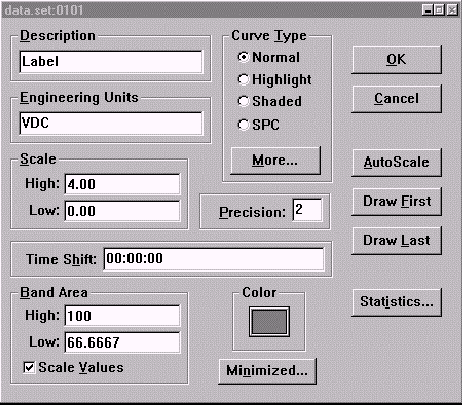 data.set:0101
Description
Label
Engineering Units
VDC
Scale
High: 4.00
Low: 0.00
Curve Type
Normal
Highlight
Shaded
SPC
More...
Precision: 2
Time Shift: 00:00:00
Band Area
High: 100
Low: 66.6667
Scale Values
Color
Minimized...
OK
Cancel
AutoScale
Draw First
Draw Last
Statistics...